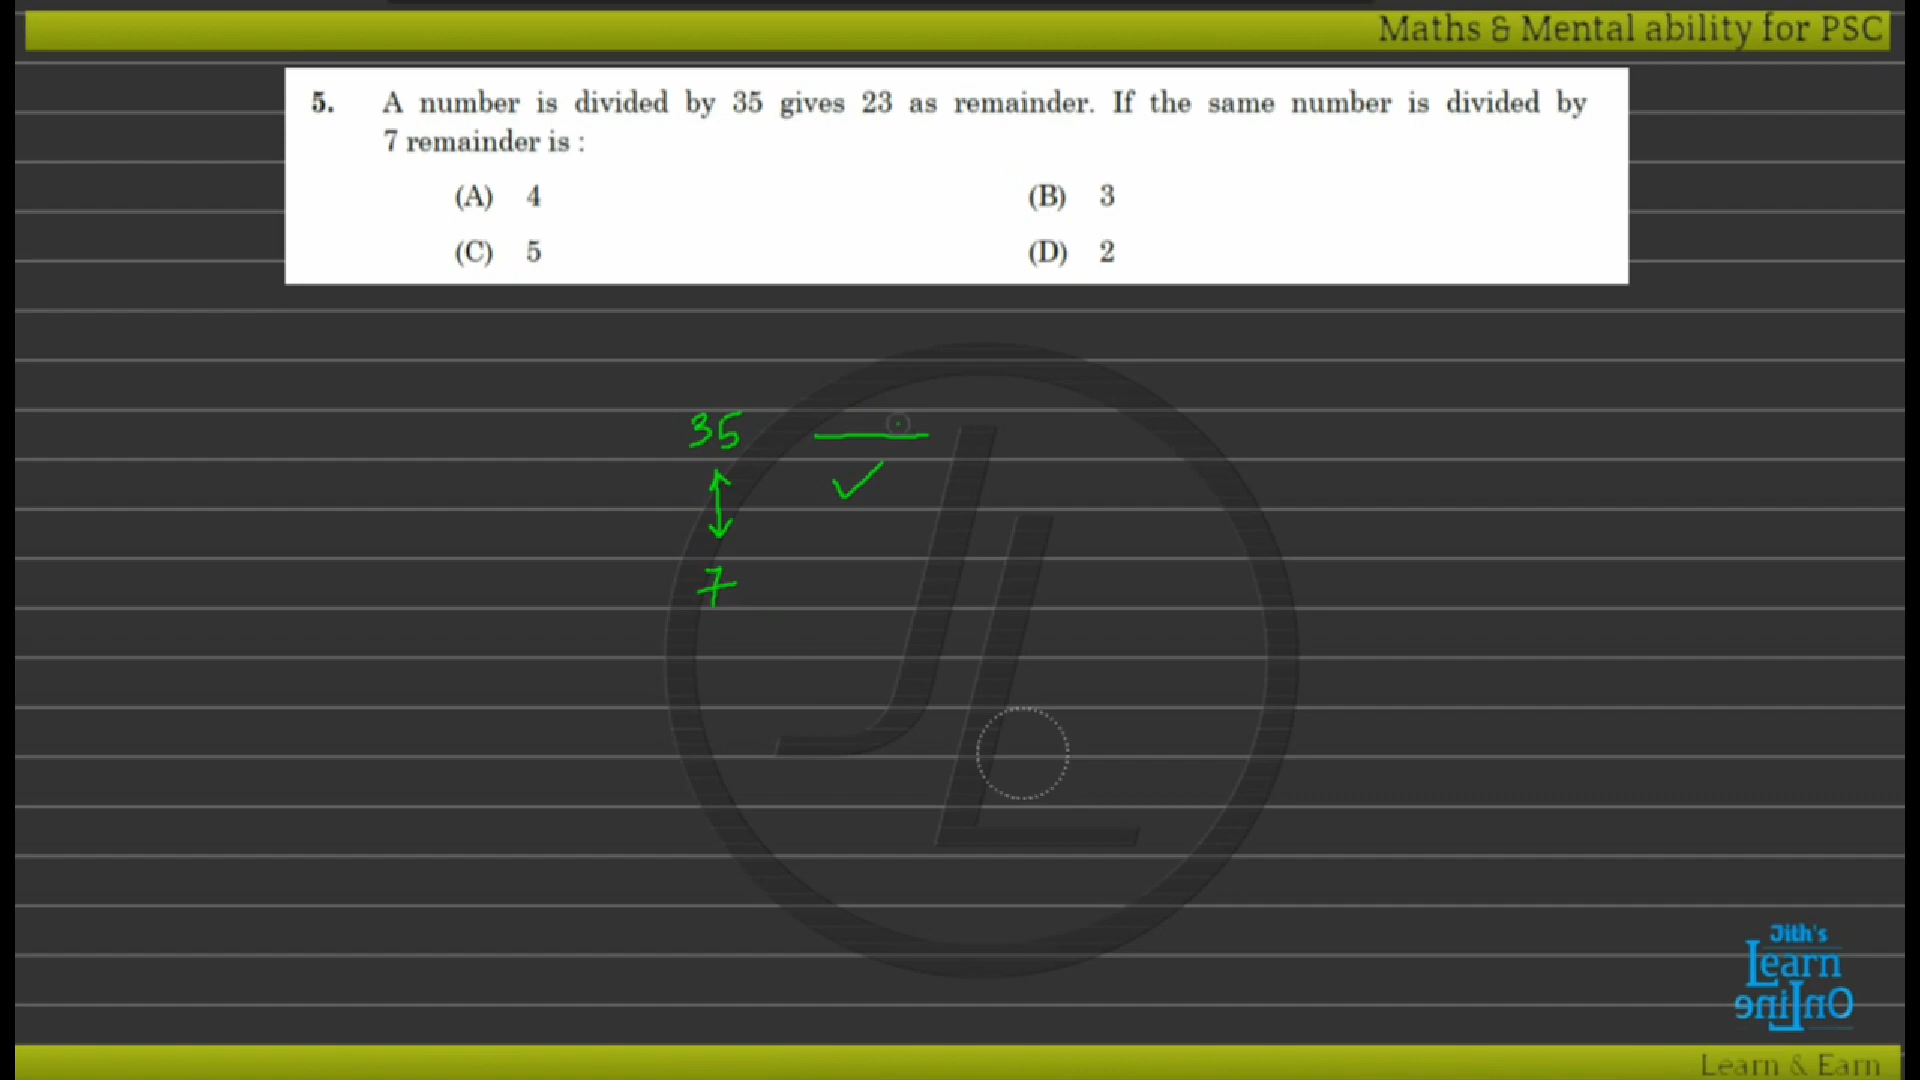 Maths & Mental ability for PSC
5. A number is divided by 35 gives 23 as remainder. If the same number is divided by
7 remainder is :
(A) 4 (B) 3
(C) 5 (D) 2
35
7
JL
Jith's
Learn
OnLine
Learn & Earn